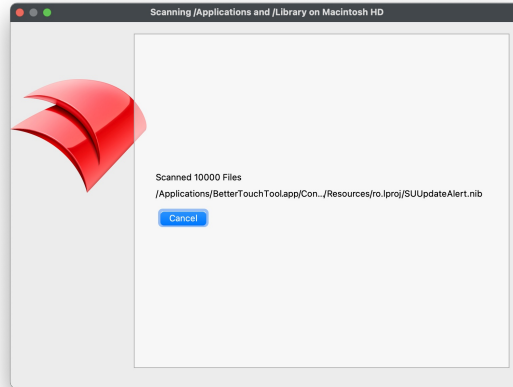 Scanning /Applications and /Library on Macintosh HD
Scanned 10000 Files
/Applications/BetterTouchTool.app/Con.../Resources/ro.lproj/SUUpdateAlert.nib
Cancel